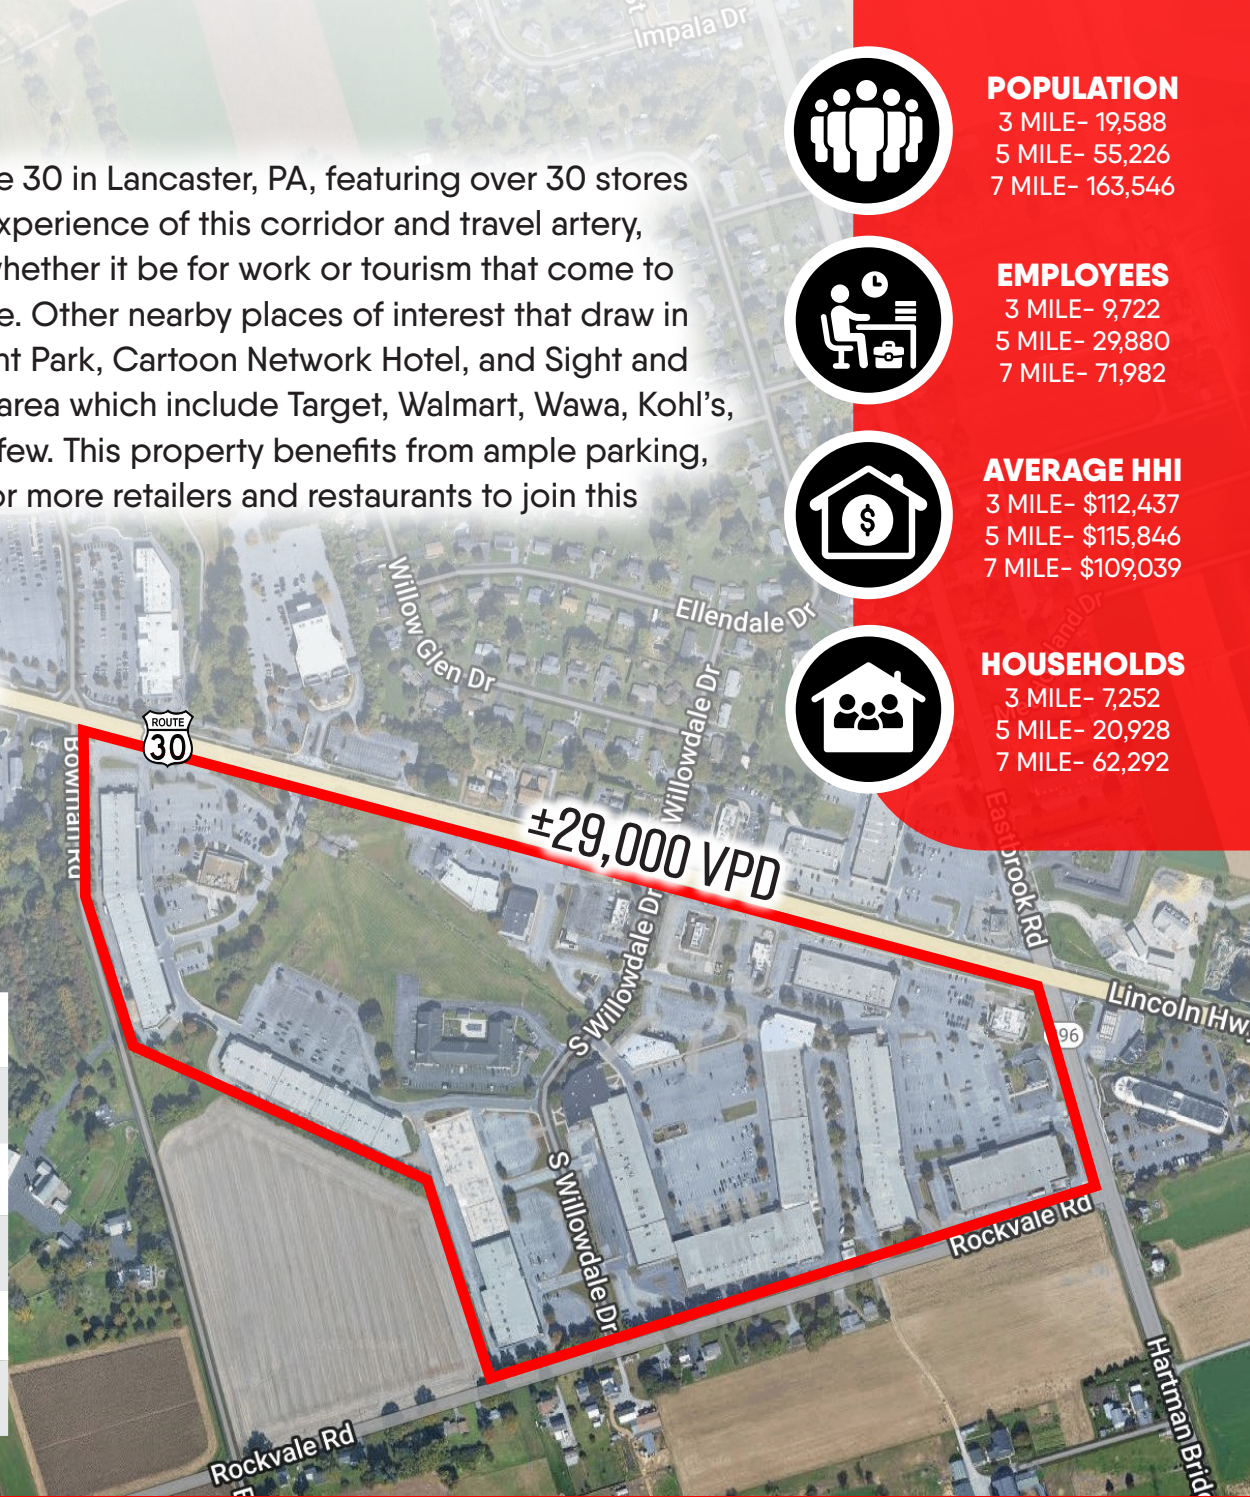 Impala Dr
e 30 in Lancaster, PA, featuring over 30 stores
xperience of this corridor and travel artery,
whether it be for work or tourism that come to
e. Other nearby places of interest that draw in
nt Park, Cartoon Network Hotel, and Sight and
area which include Target, Walmart, Wawa, Kohl's,
few. This property benefits from ample parking,
or more retailers and restaurants to join this
POPULATION
3 MILE- 19,588
5 MILE- 55,226
7 MILE- 163,546
EMPLOYEES
3 MILE- 9,722
5 MILE- 29,880
7 MILE- 71,982
AVERAGE HHI
3 MILE- $112,437
5 MILE- $115,846
7 MILE- $109,039
HOUSEHOLDS
3 MILE- 7,252
5 MILE- 20,928
7 MILE- 62,292
Willow Glen Dr
Ellendale Dr
Willowdale Dr
ROUTE
30
Bowman Rd
±29,000 VPD
Eastbrook Rd
S Willowdale Dr
Lincoln Hwy
96
S Willowdale Dr
Rockvale Rd
Hartman Bridg
Rockvale Rd